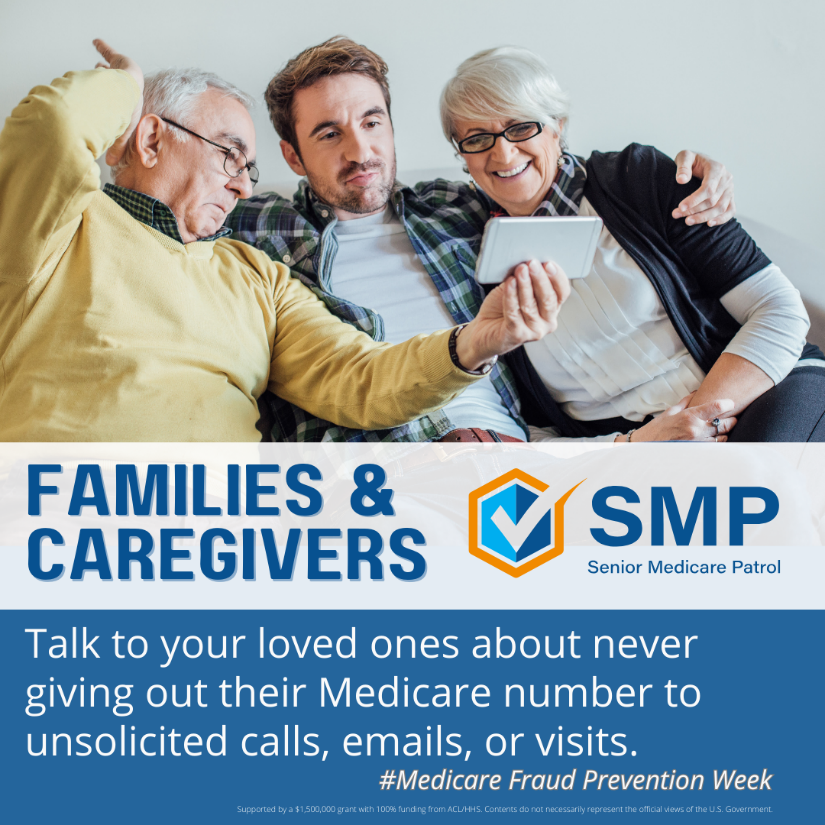 FAMILIES &
CAREGIVERS
SMP
Senior Medicare Patrol
Talk to your loved ones about never
giving out their Medicare number to
unsolicited calls, emails, or visits.
#Medicare Fraud Prevention Week
Supported by a $1,500,000 grant with 100% funding from ACL/HHS. Contents do not necessarily represent the official views of the U.S. Government.